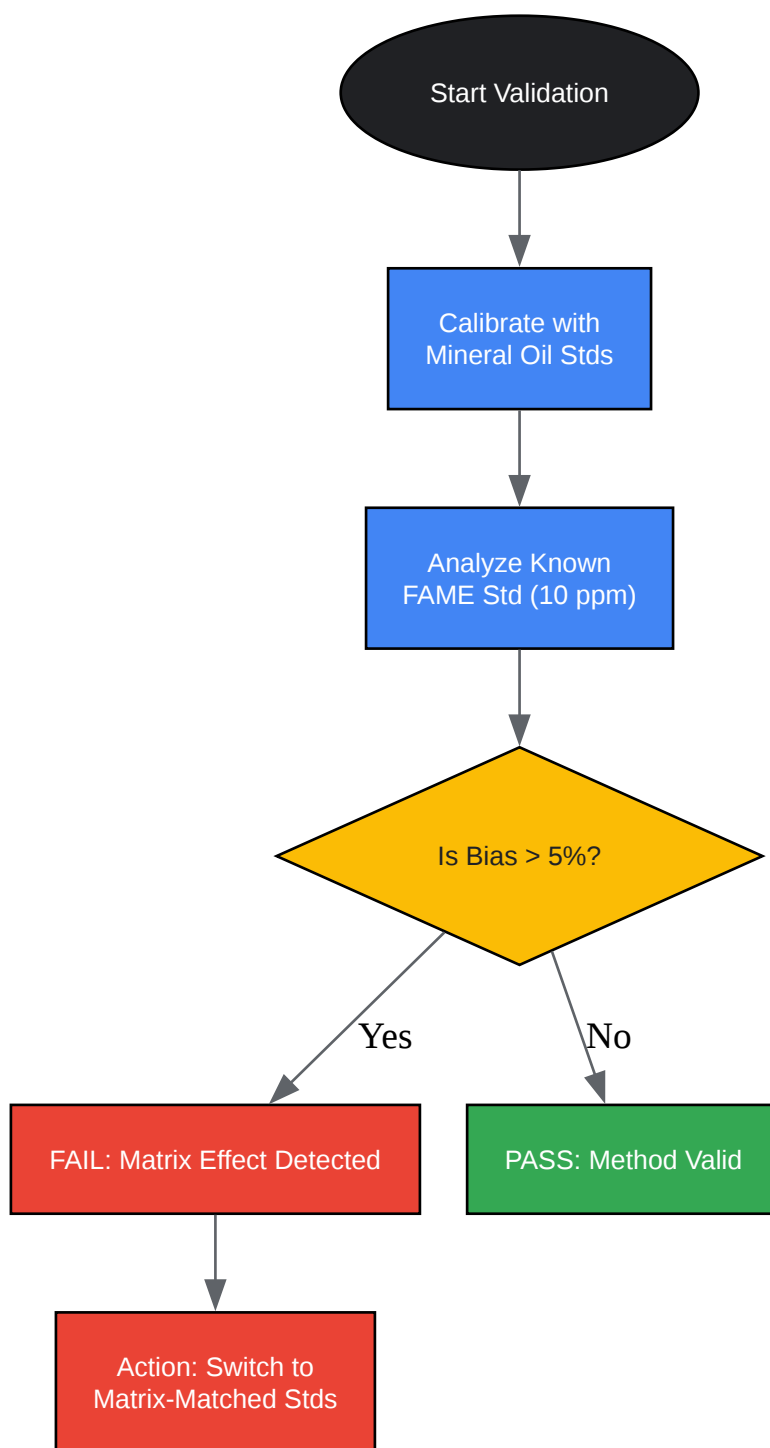 Start Validation
Calibrate with
Mineral Oil Stds
Analyze Known
FAME Std (10 ppm)
Is Bias > 5%?
Yes
No
FAIL: Matrix Effect Detected
PASS: Method Valid
Action: Switch to
Matrix-Matched Stds